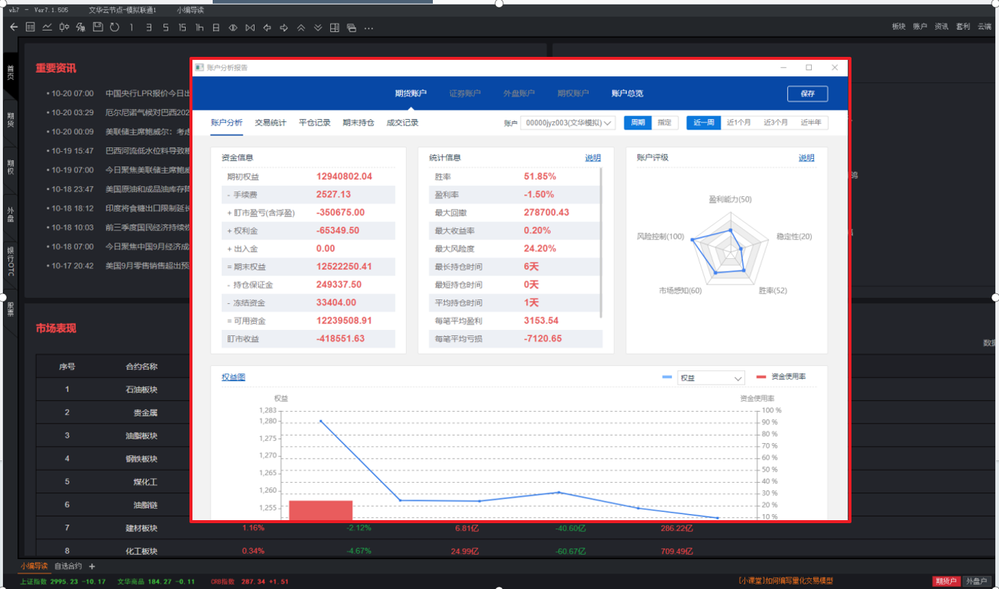 wh7 - Ver7.1.505 文华云节点-模拟联通1 小编导读
1 3 5 15 1h 日 ...
板块 账户 资讯 套利 云端
首页
期货
期权
外盘
银行OTC
股票
重要资讯
• 10-20 07:00 中国央行LPR报价今日出
• 10-20 03:29 厄尔尼诺气候对巴西202
• 10-20 00:09 美联储主席鲍威尔：考虑
• 10-19 15:47 巴西河流低水位料导致粮
• 10-19 07:00 今日聚焦美联储主席鲍威
• 10-18 23:47 美国原油和成品油库存降
• 10-18 18:12 印度将食糖出口限制延长
• 10-18 10:03 前三季度国民经济持续恢
• 10-18 07:00 今日聚焦中国9月经济成
• 10-17 20:42 美国9月零售销售超出预
账户分析报告
期货账户 证券账户 外盘账户 期权账户 账户总览 保存
账户分析 交易统计 平仓记录 期末持仓 成交记录 账户 00000jyz003(文华模拟) 周期 指定 近一周 近1个月 近3个月 近半年
资金信息
期初权益 12940802.04
- 手续费 2527.13
+ 盯市盈亏(含浮盈) -350675.00
+ 权利金 -65349.50
+ 出入金 0.00
= 期末权益 12522250.41
- 持仓保证金 249337.50
- 冻结资金 33404.00
= 可用资金 12239508.91
盯市收益 -418551.63
统计信息 说明
胜率 51.85%
盈利率 -1.50%
最大回撤 278700.43
最大收益率 0.20%
最大风险度 24.20%
最长持仓时间 6天
最短持仓时间 0天
平均持仓时间 1天
每笔平均盈利 3153.54
每笔平均亏损 -7120.65
账户评级 说明
盈利能力(50)
风险控制(100) 稳定性(20)
市场感知(60) 胜率(52)
权益图 权益 资金使用率
权益 资金使用率
1,283 100 %
1,280 90 %
1,275 80 %
1,270 70 %
60 %
1,265 50 %
40 %
1,260 30 %
1,255 20 %
10 %
市场表现
数据
序号 合约名称
1 石油板块
2 贵金属
3 油脂板块
4 钢铁板块
5 煤化工
6 油脂链
7 建材板块 1.16% -2.12% 6.81亿 -40.60亿 286.22亿
8 化工板块 0.34% -4.67% 24.99亿 -60.67亿 709.49亿
小编导读 自选合约 +
上证指数 2995.23 -10.17 文华商品 184.27 -0.11 CRB指数 287.34 +1.51 [小课堂]如何编写量化交易模型 期货户 外盘户